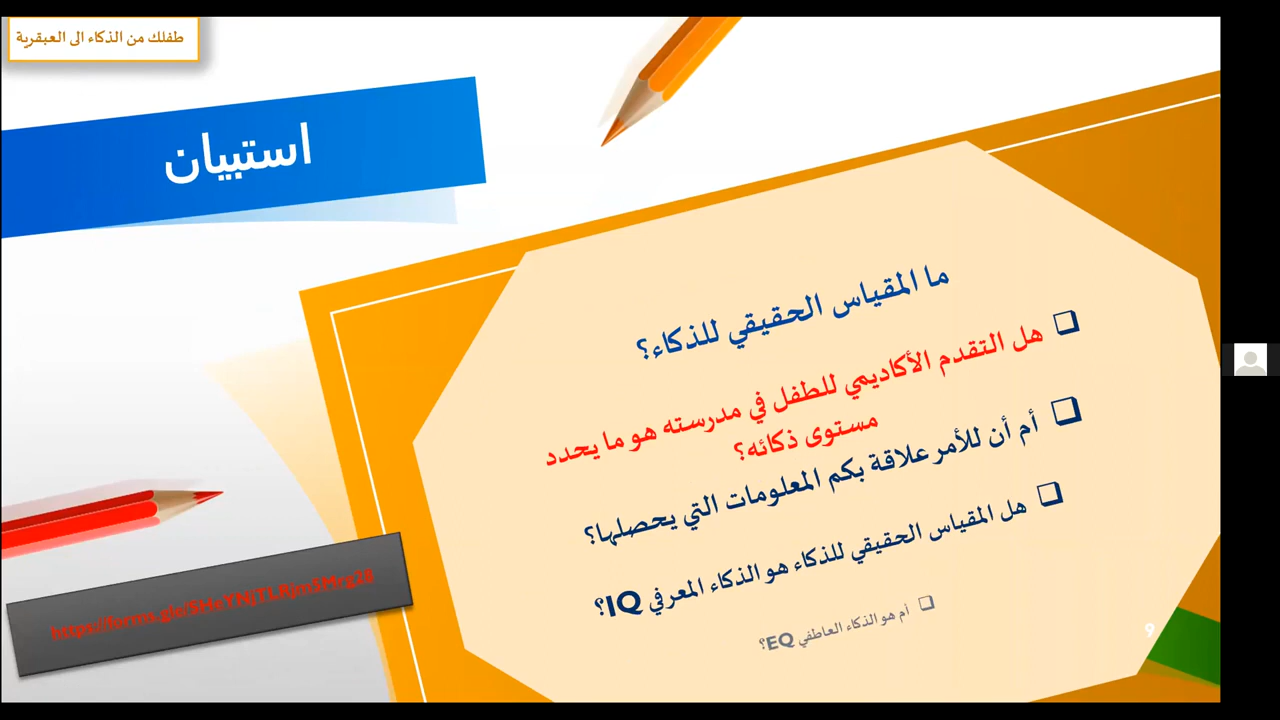 طفلك من الذكاء الى العبقرية
استبيان
ما المقياس الحقيقي للذكاء؟
هل التقدم الأكاديمي للطفل في مدرسته هو ما يحدد
مستوى ذكائه؟
أم أن للأمر علاقة بكم المعلومات التي يحصلها؟
هل المقياس الحقيقي للذكاء هو الذكاء المعرفي IQ؟
أم هو الذكاء العاطفي EQ؟
9